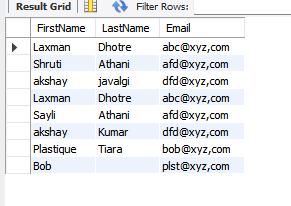 Result Grid Filter Rows:
FirstName LastName Email
Laxman Dhotre abc@xyz,com
Shruti Athani afd@xyz,com
akshay javalgi dfd@xyz,com
Laxman Dhotre abc@xyz,com
Sayli Athani afd@xyz,com
akshay Kumar dfd@xyz,com
Plastique Tiara bob@xyz,com
Bob plst@xyz,com